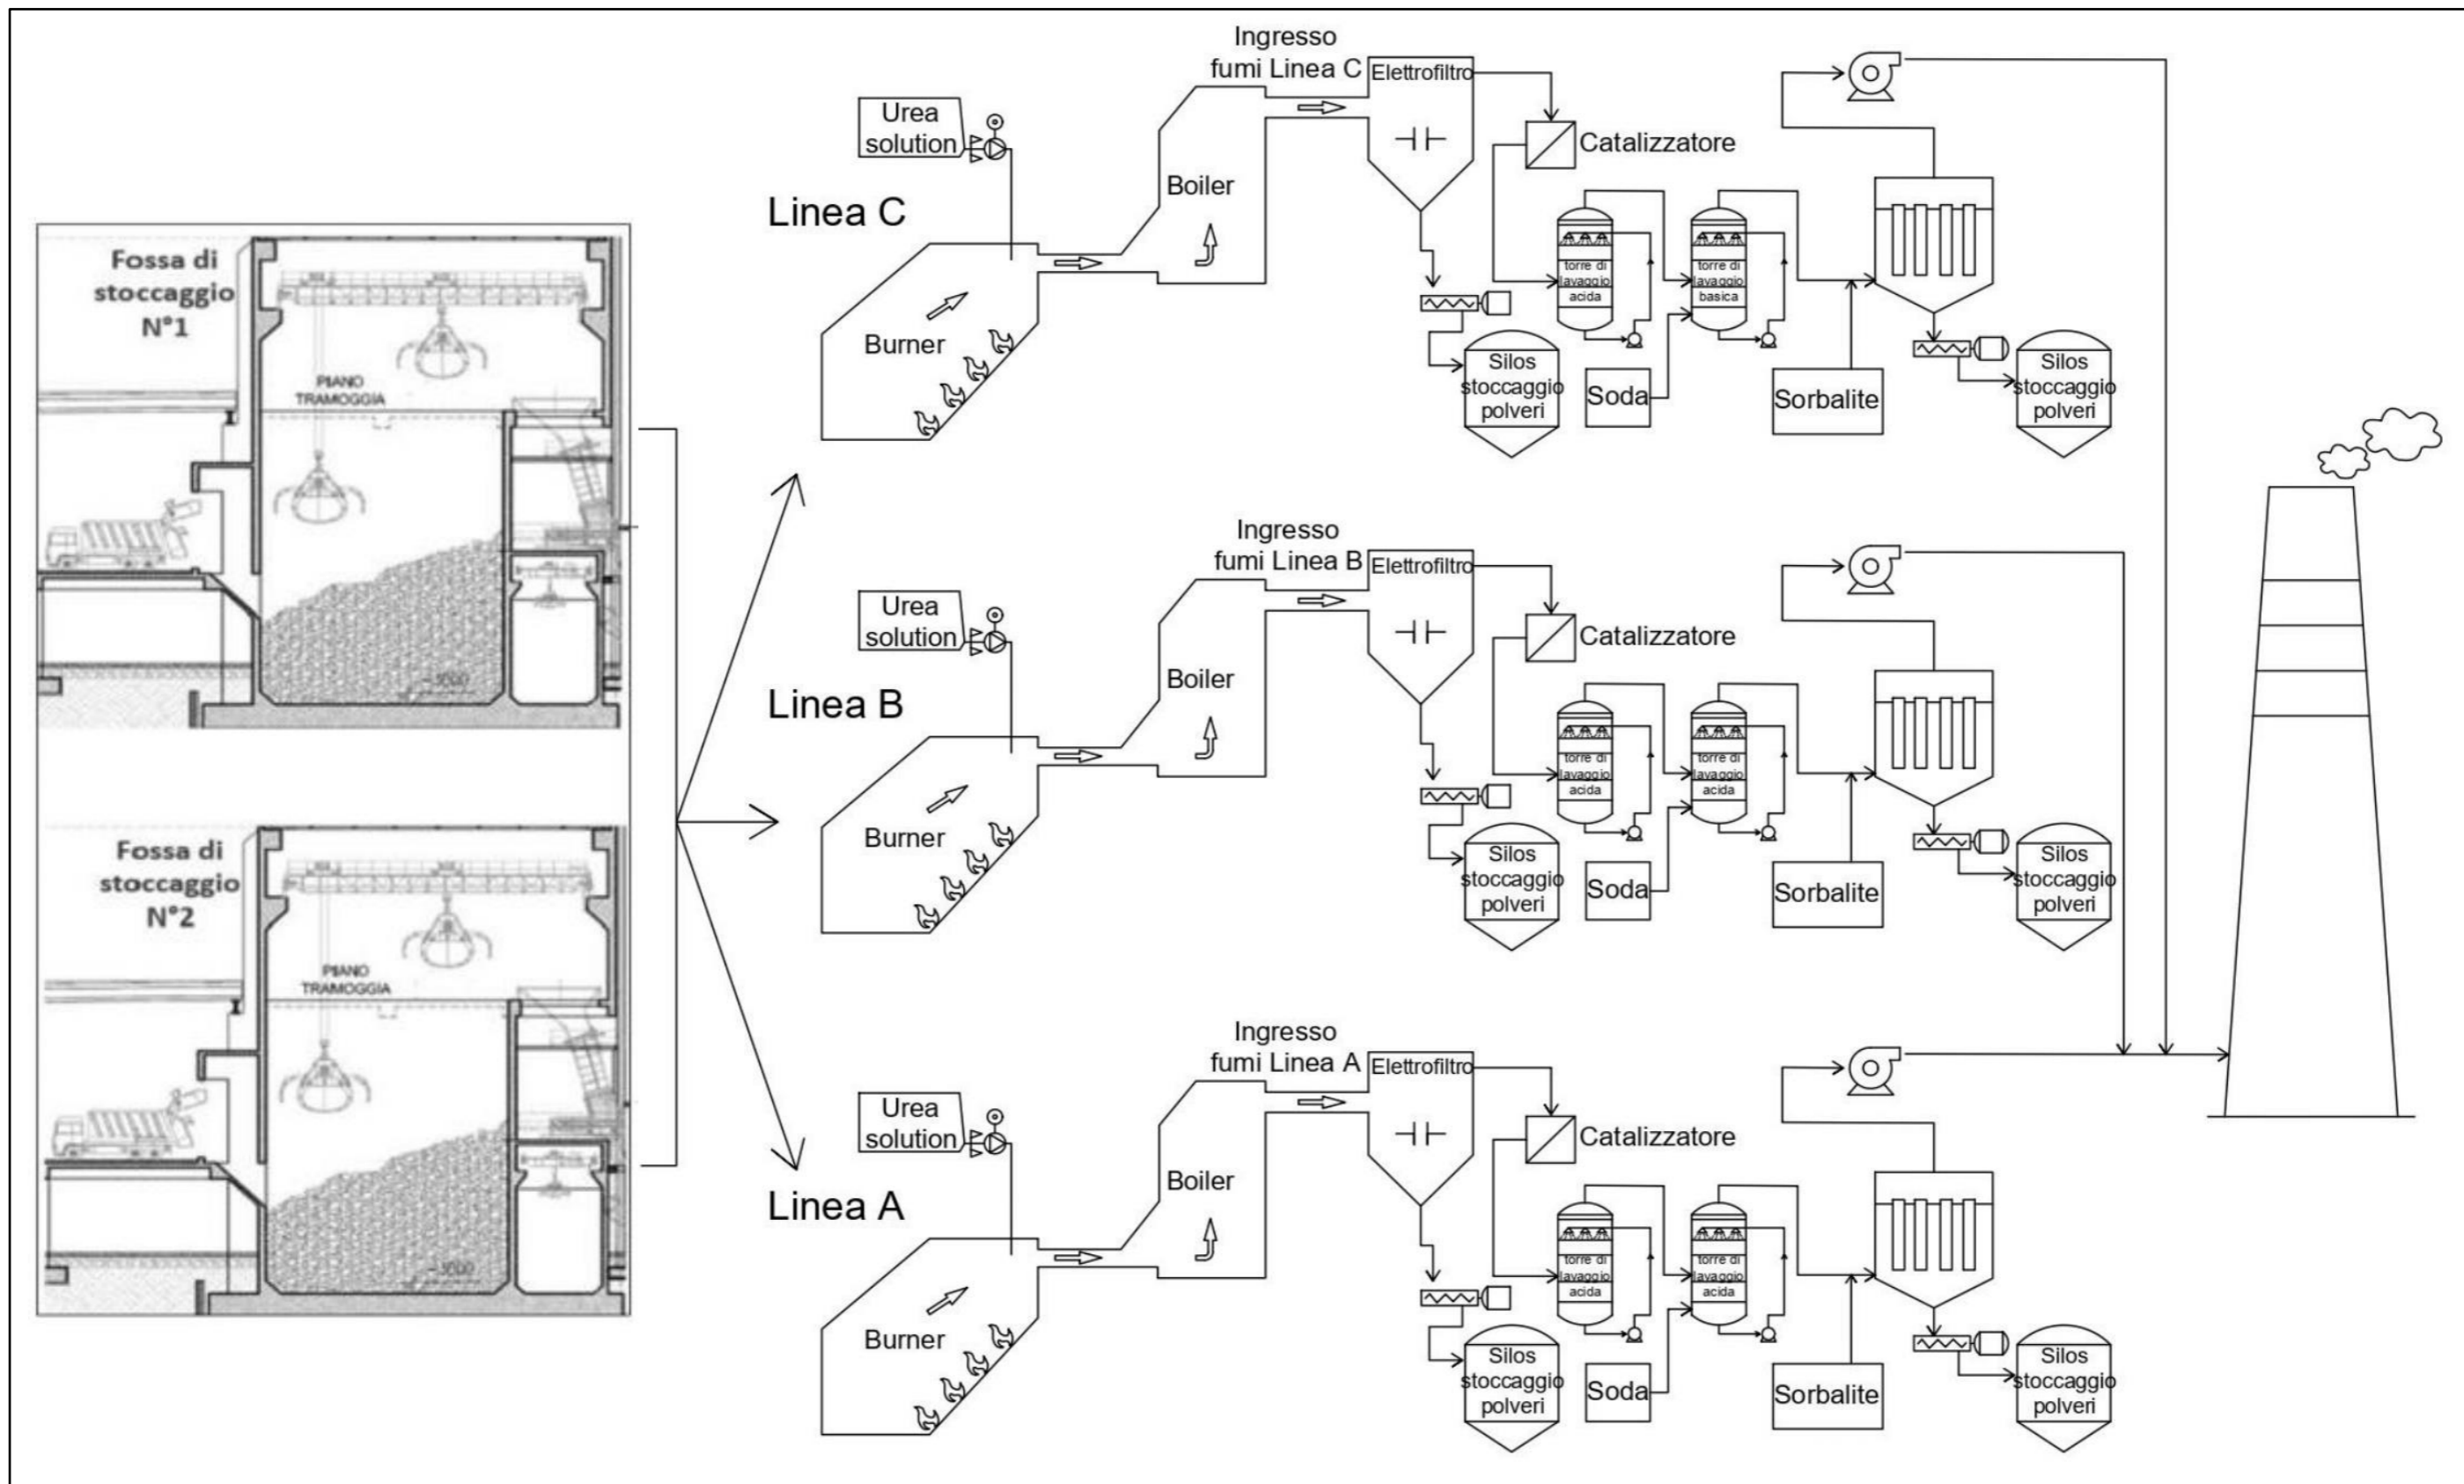 Fossa di
stoccaggio
N°1
PIANO
TRAMOGGIA
Fossa di
stoccaggio
N°2
PIANO
TRAMOGGIA
Linea C
Urea
solution
Burner
Boiler
Ingresso
fumi Linea C
Elettrofiltro
Catalizzatore
torre di
lavaggio
acida
torre di
lavaggio
basica
Silos
stoccaggio
polveri
Soda
Sorbalite
Silos
stoccaggio
polveri
Linea B
Urea
solution
Burner
Boiler
Ingresso
fumi Linea B
Elettrofiltro
Catalizzatore
torre di
lavaggio
acida
torre di
lavaggio
acida
Silos
stoccaggio
polveri
Soda
Sorbalite
Silos
stoccaggio
polveri
Linea A
Urea
solution
Burner
Boiler
Ingresso
fumi Linea A
Elettrofiltro
Catalizzatore
torre di
lavaggio
acida
torre di
lavaggio
acida
Silos
stoccaggio
polveri
Soda
Sorbalite
Silos
stoccaggio
polveri